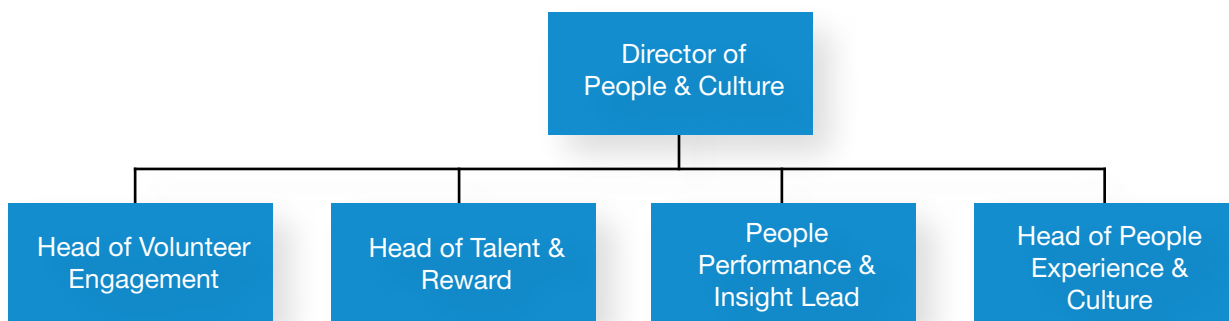 Director of
People & Culture
Head of Volunteer
Engagement
Head of Talent &
Reward
People
Performance &
Insight Lead
Head of People
Experience &
Culture